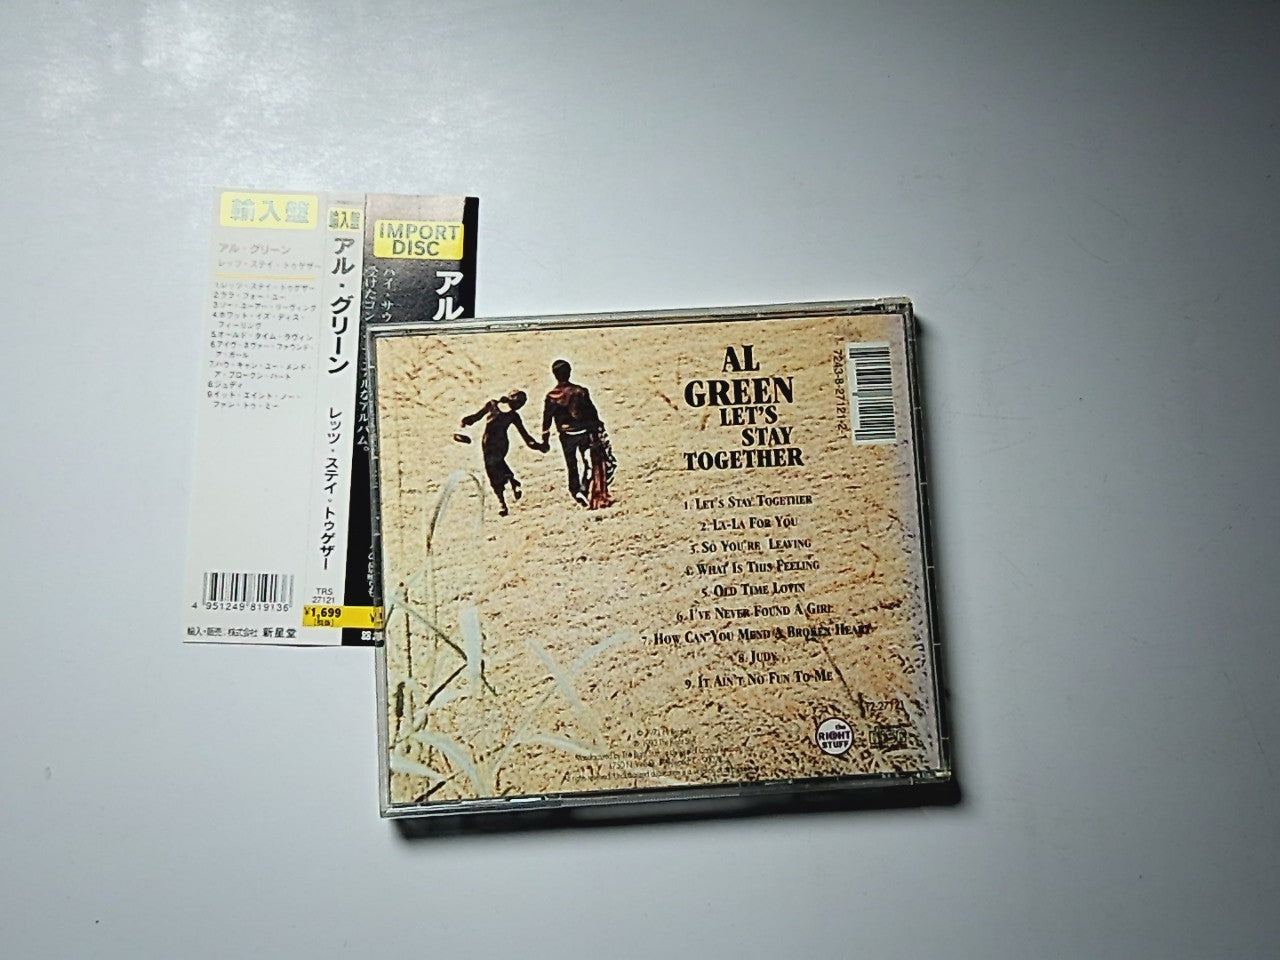 輸入盤
アル・グリーン
レッツ・ステイ・トゥゲザー
1.レッツ・ステイ・トゥゲザー
2.ララ・フォー・ユー
3.ソー・ユーアー・リーヴィング
4.ホワット・イズ・ディス・
フィーリング
5.オールド・タイム・ラヴィン
6.アイヴ・ネヴァー・ファウンド・
ア・ガール
7.ハウ・キャン・ユー・メンド・
ア・ブロークン・ハート
8.ジュディ
9.イット・エイント・ノー・
ファン・トゥ・ミー
4 951249 819136
輸入・販売:株式会社 新星堂
輸入盤
アル・グリーン レッツ・ステイ・トゥゲザー
TRS
27121
¥1,699
IMPORT
DISC
アル
AL
GREEN
LET'S
STAY
TOGETHER
1. LET'S STAY TOGETHER
2. LA-LA FOR YOU
3. SO YOU'RE LEAVING
4. WHAT IS THIS FEELING
5. OLD TIME LOVIN
6. I'VE NEVER FOUND A GIRL
7. HOW CAN YOU MEND A BROKEN HEART
8. JUDY
9. IT AIN'T NO FUN TO ME
7243-8-27121-2-1
T2-27121
the
RIGHT
STUFF